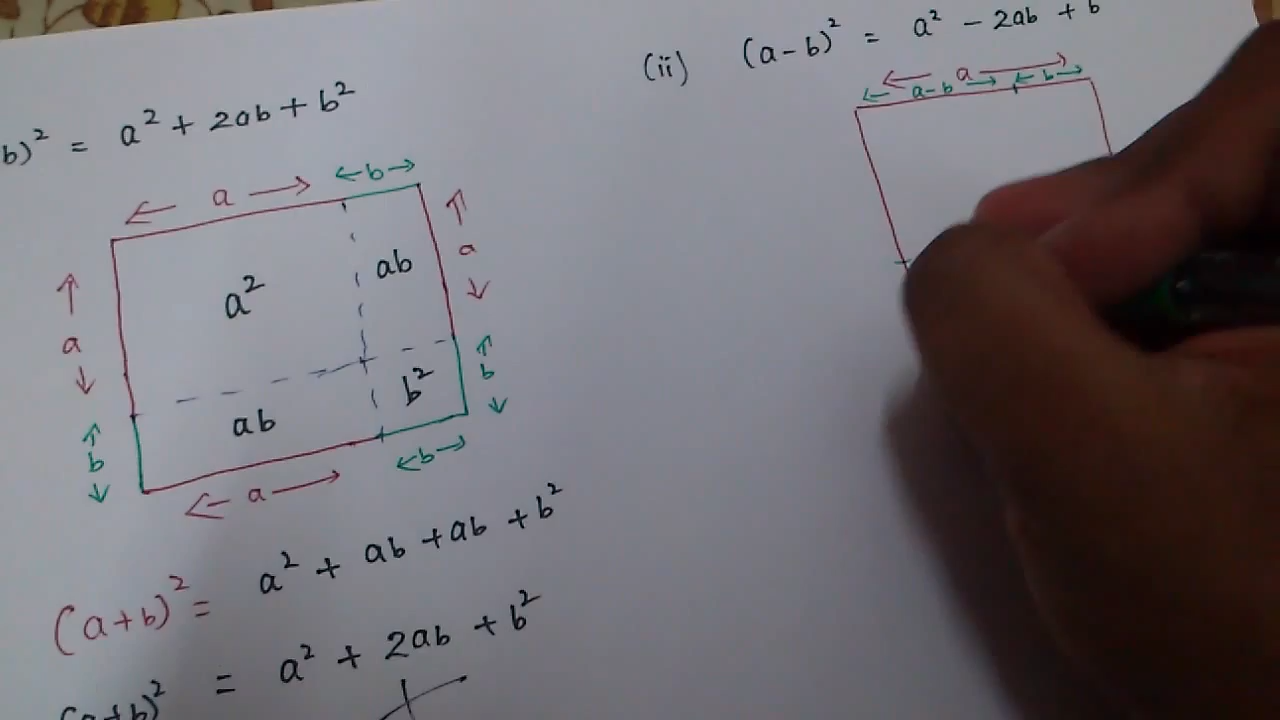 b)² = a² + 2ab + b²
← a → ← b →
↑ a ↓
a²
ab
↑ a ↓
↑ b ↓
ab
b²
↑ b ↓
← a → ← b →
(a+b)² = a² + ab + ab + b²
(a+b)² = a² + 2ab + b²
(ii) (a-b)² = a² - 2ab + b
← a →
← a-b → ← b →